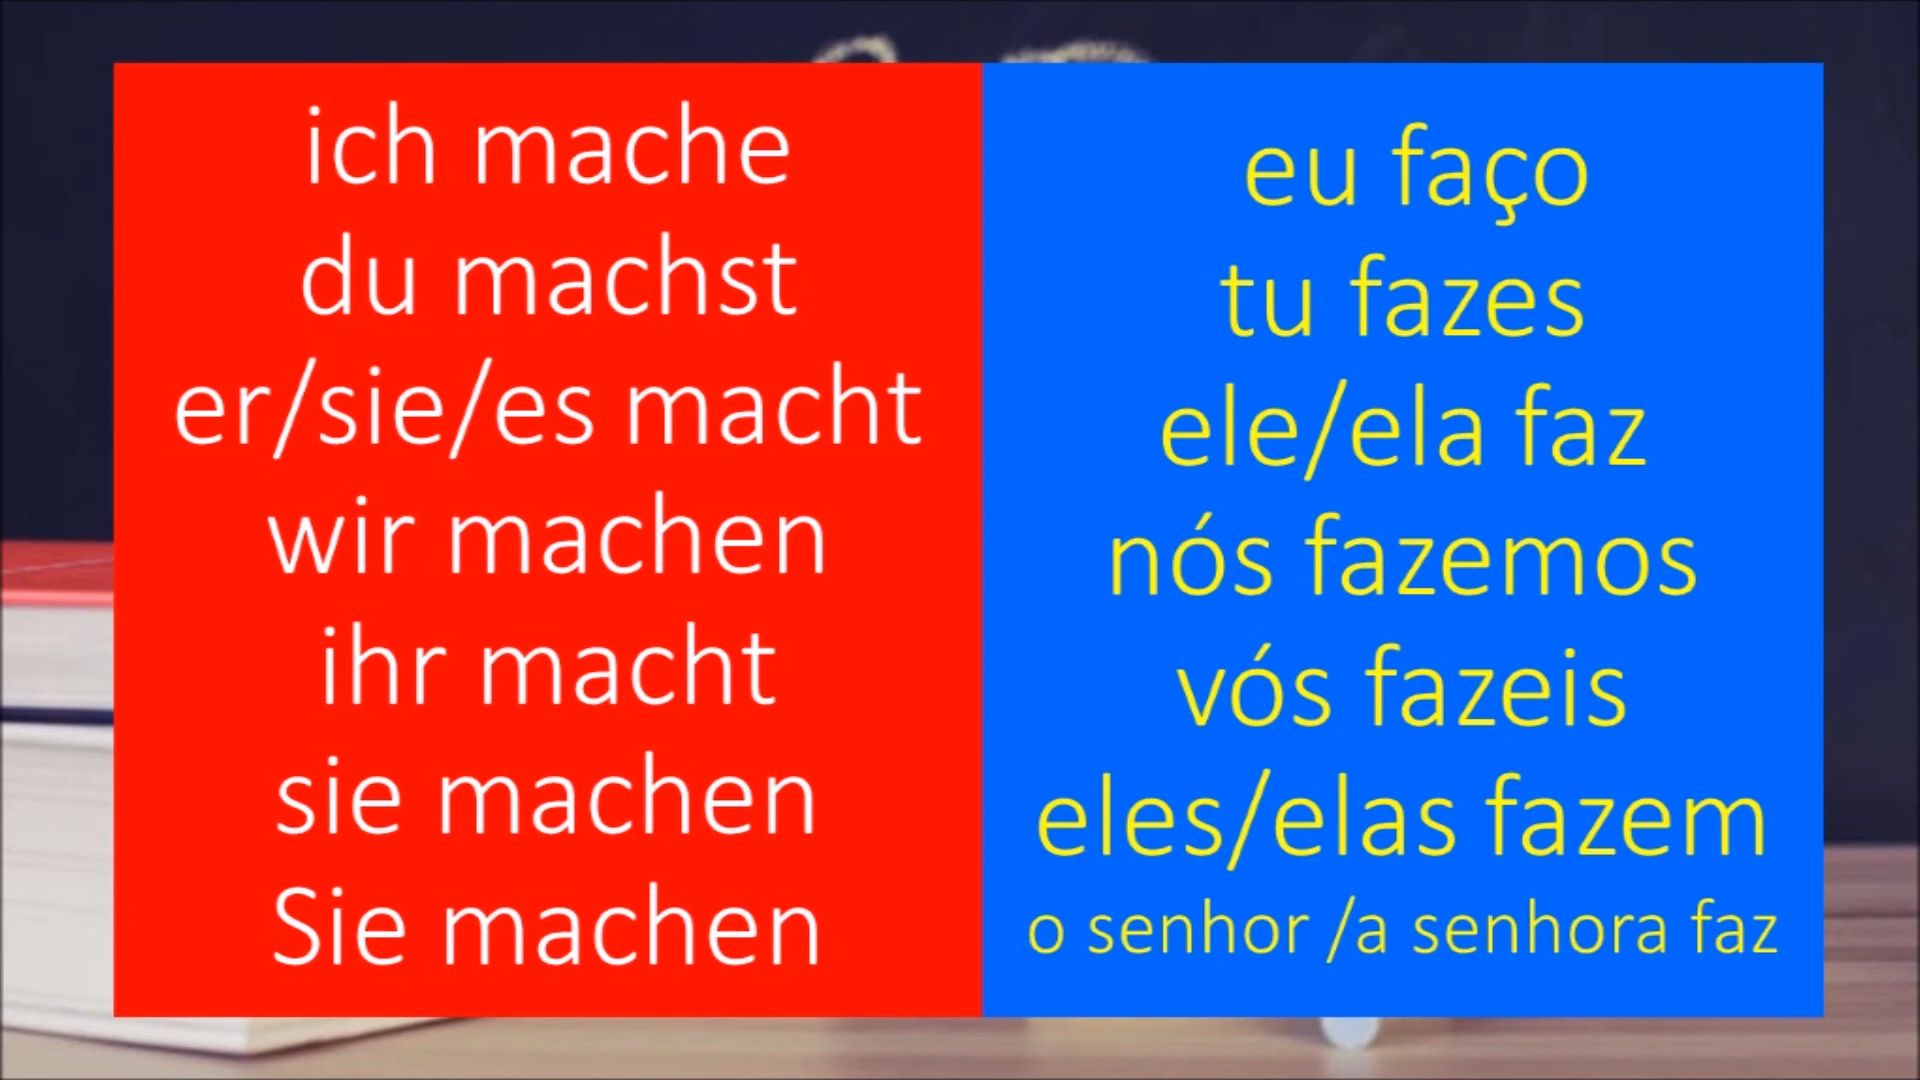 ich mache
du machst
er/sie/es macht
wir machen
ihr macht
sie machen
Sie machen
eu faço
tu fazes
ele/ela faz
nós fazemos
vós fazeis
eles/elas fazem
o senhor /a senhora faz